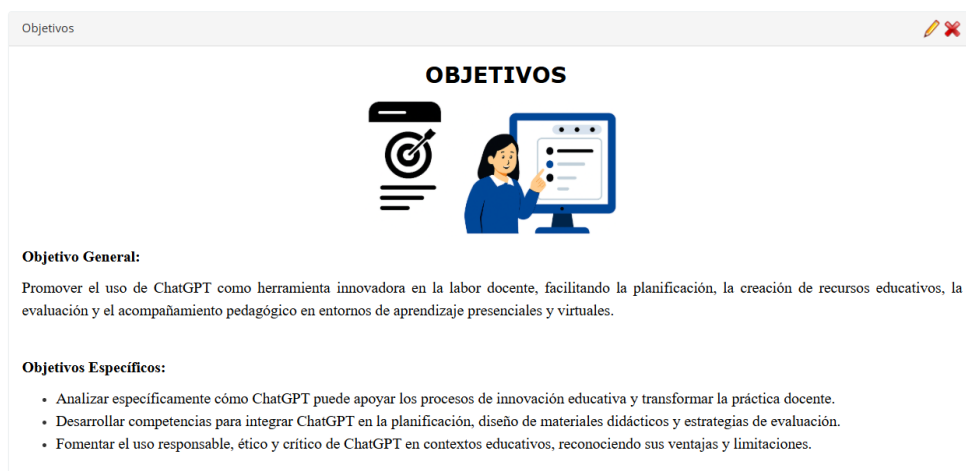 Objetivos
OBJETIVOS
Objetivo General:
Promover el uso de ChatGPT como herramienta innovadora en la labor docente, facilitando la planificación, la creación de recursos educativos, la
evaluación y el acompañamiento pedagógico en entornos de aprendizaje presenciales y virtuales.
Objetivos Específicos:
• Analizar específicamente cómo ChatGPT puede apoyar los procesos de innovación educativa y transformar la práctica docente.
• Desarrollar competencias para integrar ChatGPT en la planificación, diseño de materiales didácticos y estrategias de evaluación.
• Fomentar el uso responsable, ético y crítico de ChatGPT en contextos educativos, reconociendo sus ventajas y limitaciones.